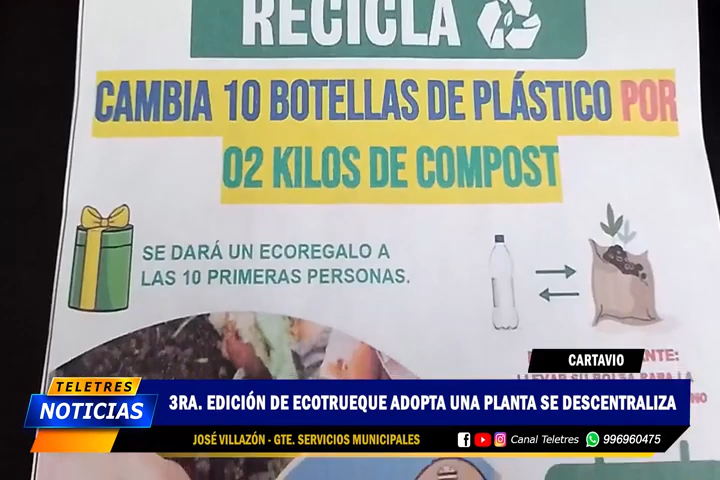 RECICLA
CAMBIA 10 BOTELLAS DE PLÁSTICO POR
02 KILOS DE COMPOST
SE DARÁ UN ECOREGALO A
LAS 10 PRIMERAS PERSONAS.
CARTAVIO
TELETRES
NOTICIAS
3RA. EDICIÓN DE ECOTRUEQUE ADOPTA UNA PLANTA SE DESCENTRALIZA
JOSÉ VILLAZÓN - GTE. SERVICIOS MUNICIPALES
Canal Teletres
996960475